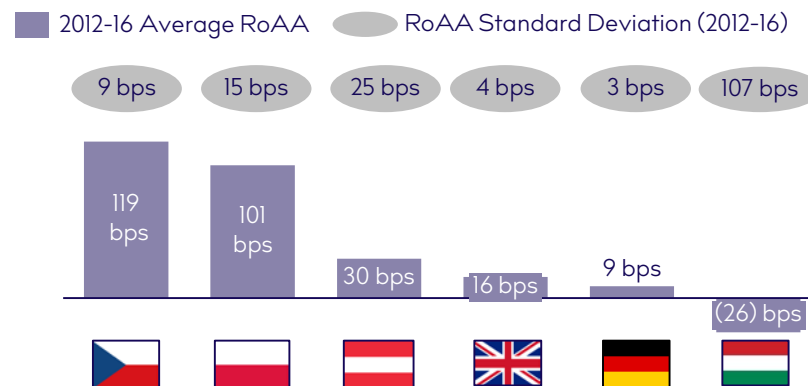 2012-16 Average RoAA RoAA Standard Deviation (2012-16)
9 bps 15 bps 25 bps 4 bps 3 bps 107 bps
119
bps
101
bps
30 bps
16 bps
9 bps
(26) bps